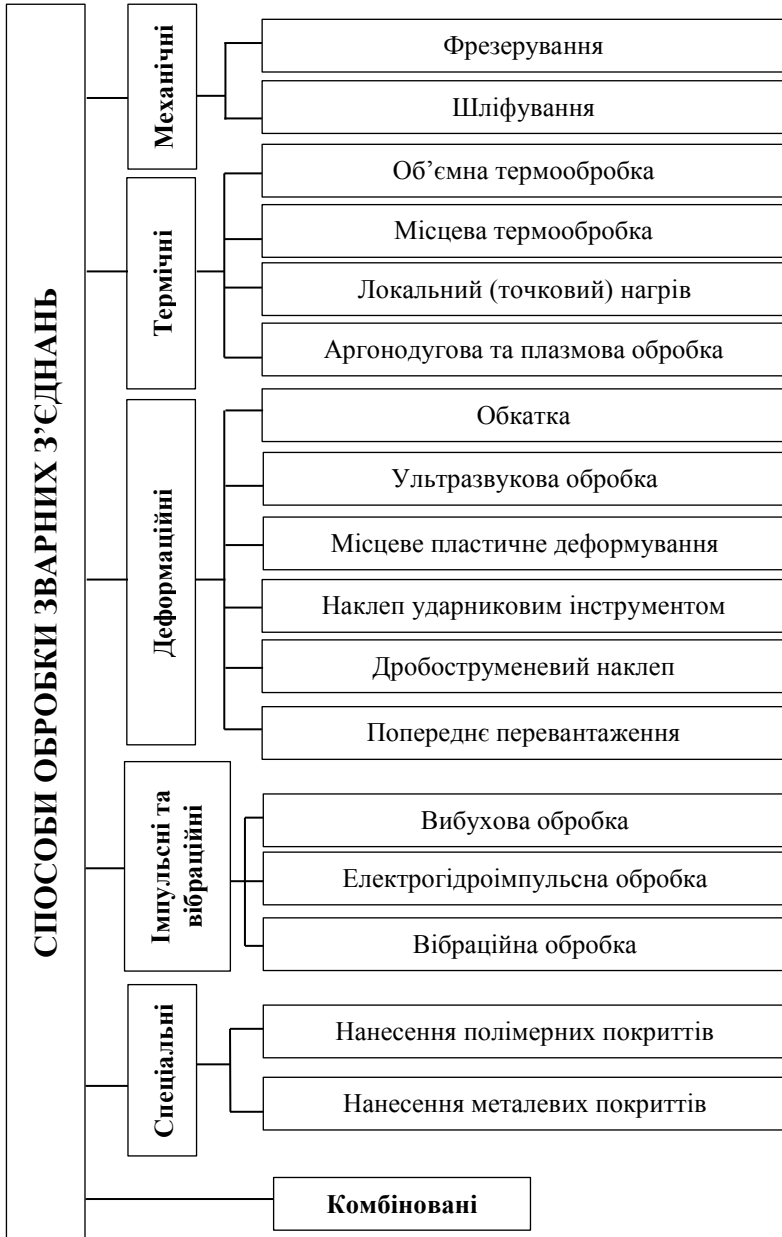 СПОСОБИ ОБРОБКИ ЗВАРНИХ З’ЄДНАНЬ
Механічні
Фрезерування
Шліфування
Термічні
Об’ємна термообробка
Місцева термообробка
Локальний (точковий) нагрів
Аргонодугова та плазмова обробка
Деформаційні
Обкатка
Ультразвукова обробка
Місцеве пластичне деформування
Наклеп ударниковим інструментом
Дробоструменевий наклеп
Попереднє перевантаження
Імпульсні та
вібраційні
Вибухова обробка
Електрогідроімпульсна обробка
Вібраційна обробка
Спеціальні
Нанесення полімерних покриттів
Нанесення металевих покриттів
Комбіновані